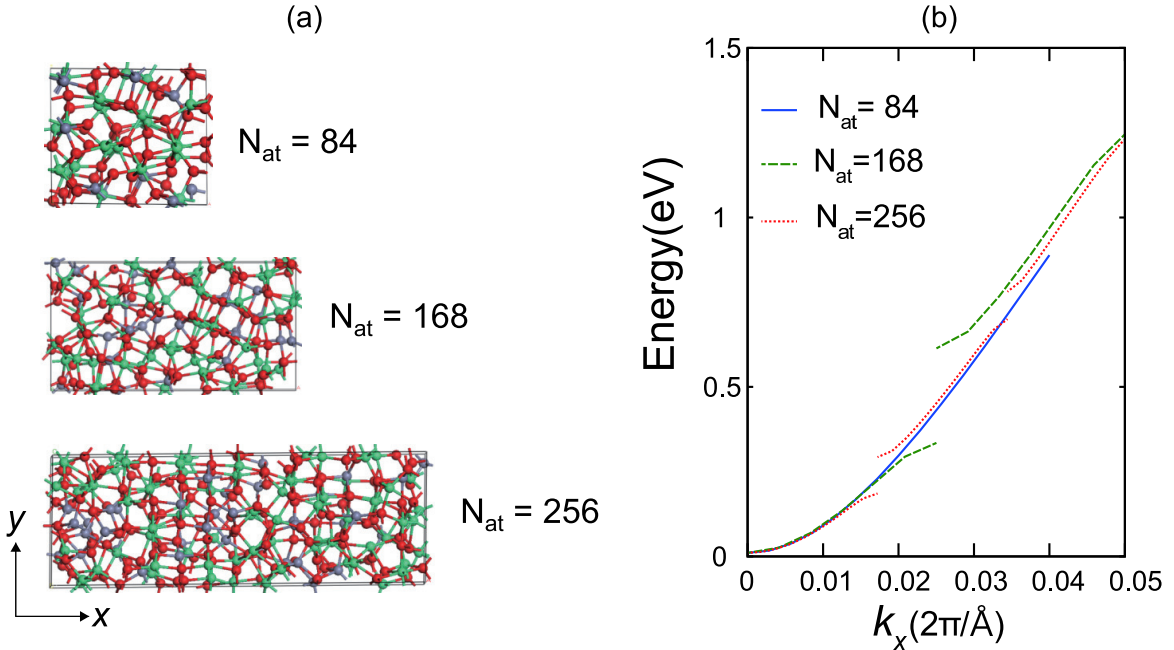 (a)
N_at = 84
N_at = 168
N_at = 256
y
x
(b)
Energy(eV)
1.5
1
0.5
0
N_at= 84
N_at=168
N_at=256
0 0.01 0.02 0.03 0.04 0.05
k_x(2π/Å)